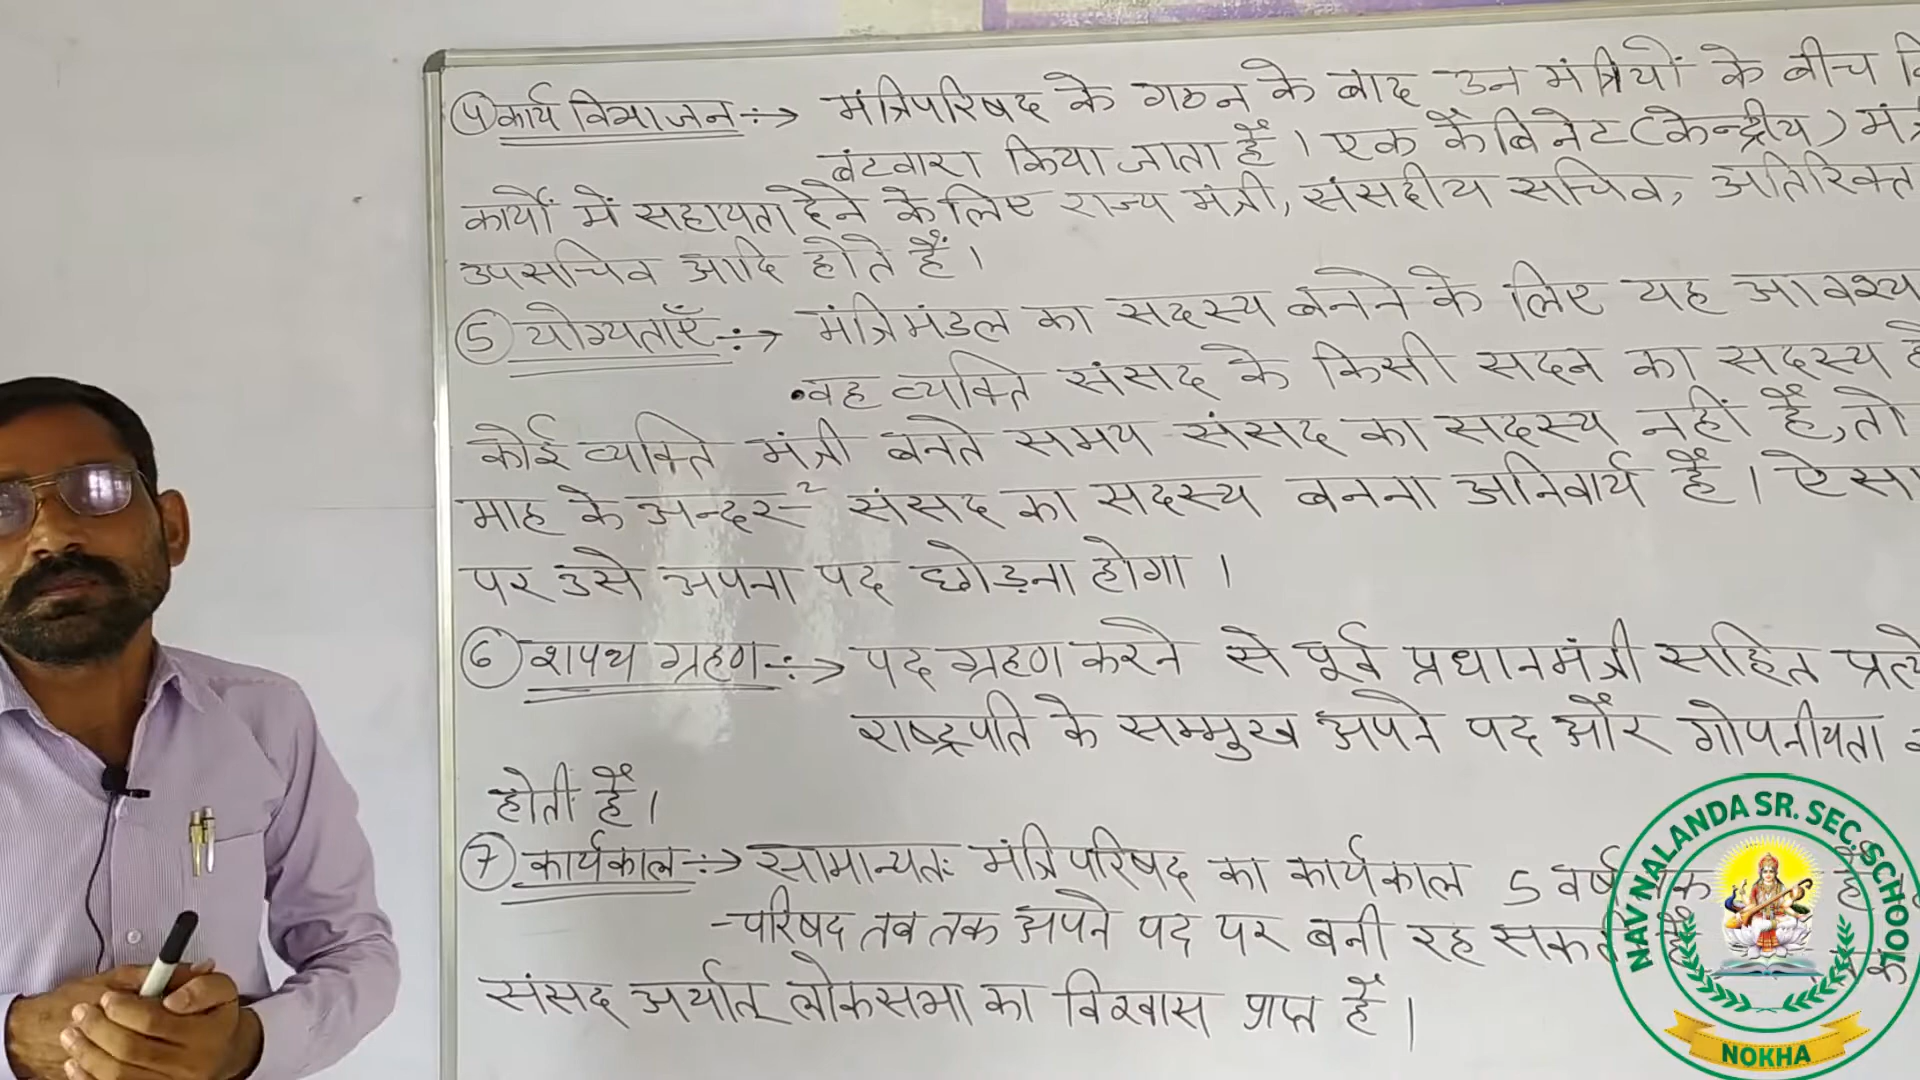 ④ कार्य विभाजन ÷→ मंत्रिपरिषद के गठन के बाद उन मंत्रियों के बीच
बंटवारा किया जाता है। एक कैबिनेट (केन्द्रीय)
कार्यों में सहायता देने के लिए राज्य मंत्री, संसदीय सचिव, अतिरिक्त
उपसचिव आदि होते हैं।
⑤ योग्यताएँ ÷→ मंत्रिमंडल का सदस्य बनने के लिए यह आवश्य
•वह व्यक्ति संसद के किसी सदन का सदस्य
कोई व्यक्ति मंत्री बनते समय संसद का सदस्य नहीं है, तो
माह के अन्दर-२ संसद का सदस्य बनना अनिवार्य है। ऐसा
पर उसे अपना पद छोड़ना होगा।
⑥ शपथ ग्रहण ÷→ पद ग्रहण करने से पूर्व प्रधानमंत्री सहित प्रत्ये
राष्ट्रपति के सम्मुख अपने पद और गोपनीयता
होती है।
⑦ कार्यकाल ÷→ सामान्यतः मंत्रिपरिषद का कार्यकाल 5 वर्ष
-परिषद तब तक अपने पद पर बनी रह सकती
संसद अर्थात् लोकसभा का विश्वास प्राप्त है।
NAV NALANDA SR. SEC. SCHOOL
NOKHA